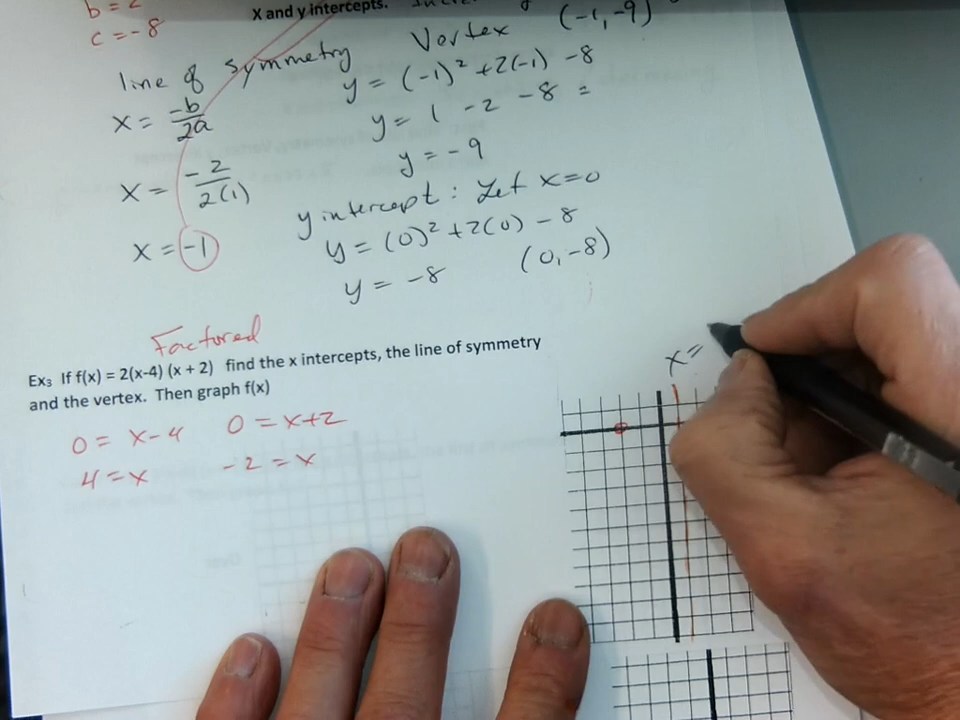 b = 2
X and y intercepts.
c = -8
line of symmetry
Vertex (-1, -9)
x = -b/2a
y = (-1)² + 2(-1) - 8
y = 1 - 2 - 8 =
y = -9
x = -2/2(1)
x = -1
y intercept : Let x=0
y = (0)² + 2(0) - 8
y = -8 (0, -8)
Factored
Ex₃ If f(x) = 2(x-4) (x + 2) find the x intercepts, the line of symmetry
and the vertex. Then graph f(x)
0 = x-4 0 = x+2
4 = x -2 = x
x =